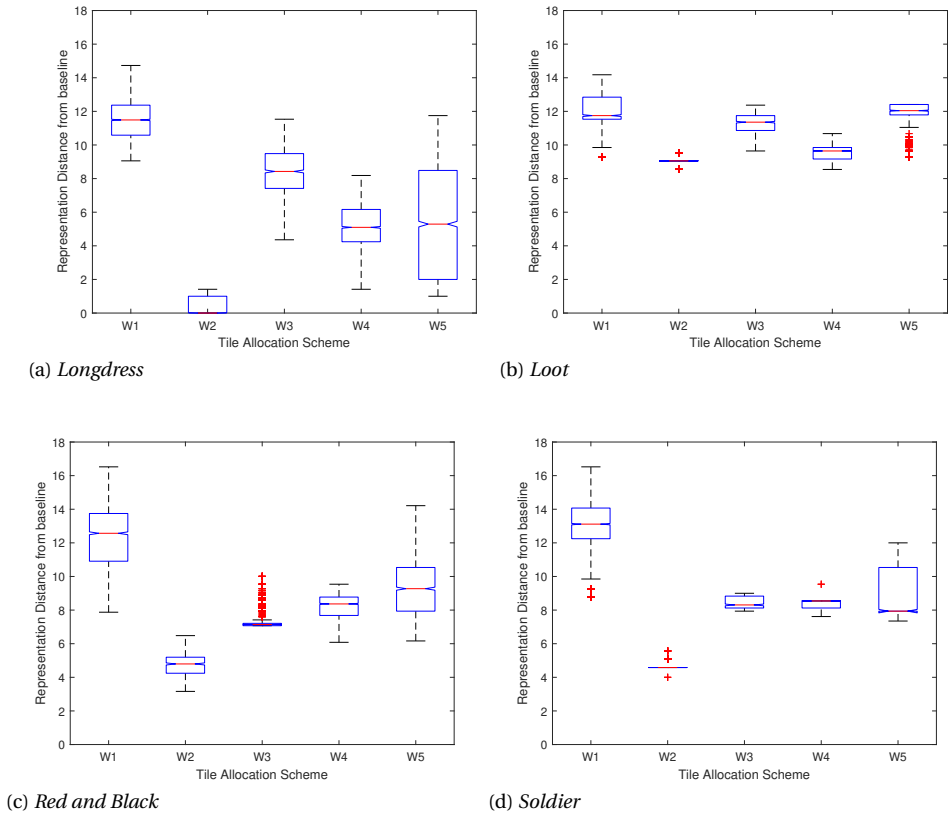 18
16
14
12
10
8
6
4
2
0
Representation Distance from baseline
W1 W2 W3 W4 W5
Tile Allocation Scheme
(a) Longdress
18
16
14
12
10
8
6
4
2
0
Representation Distance from baseline
W1 W2 W3 W4 W5
Tile Allocation Scheme
(b) Loot
18
16
14
12
10
8
6
4
2
0
Representation Distance from baseline
W1 W2 W3 W4 W5
Tile Allocation Scheme
(c) Red and Black
18
16
14
12
10
8
6
4
2
0
Representation Distance from baseline
W1 W2 W3 W4 W5
Tile Allocation Scheme
(d) Soldier